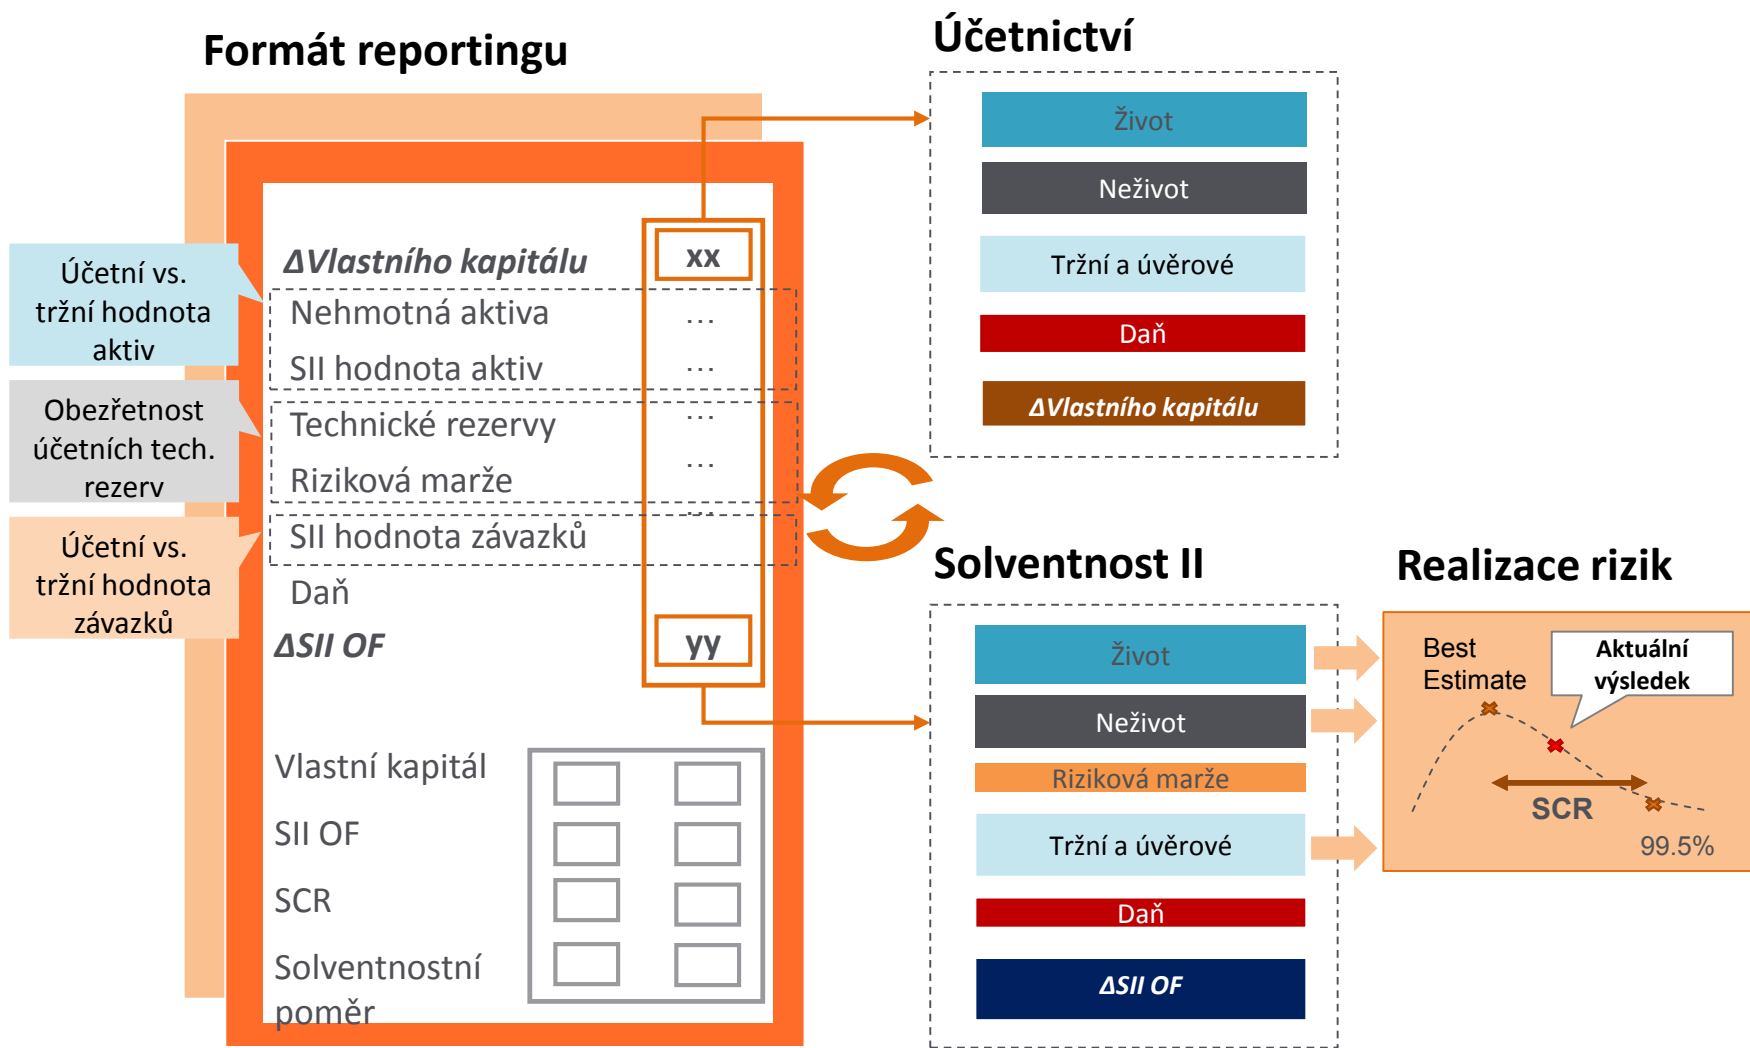 Formát reportingu
Účetní vs.
tržní hodnota
aktiv
Obezřetnost
účetních tech.
rezerv
Účetní vs.
tržní hodnota
závazků
ΔVlastního kapitálu
xx
Nehmotná aktiva
...
SII hodnota aktiv
...
Technické rezervy
...
Riziková marže
...
...
SII hodnota závazků
Daň
ΔSII OF
yy
Vlastní kapitál
SII OF
SCR
Solventnostní
poměr
Účetnictví
Život
Neživot
Tržní a úvěrové
Daň
ΔVlastního kapitálu
Solventnost II
Život
Neživot
Riziková marže
Tržní a úvěrové
Daň
ΔSII OF
Realizace rizik
Best
Estimate
Aktuální
výsledek
SCR
99.5%